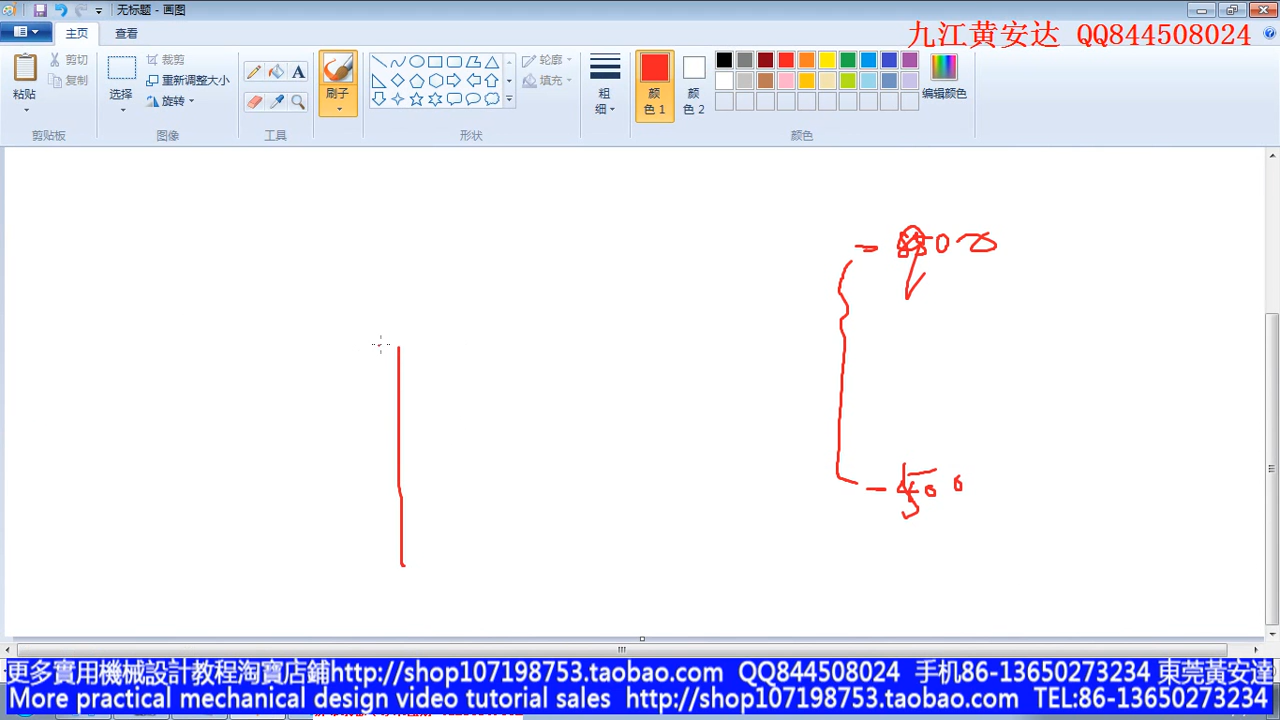 无标题 - 画图
九江黄安达 QQ844508024
主页
查看
粘贴
剪切
复制
剪贴板
选择
裁剪
重新调整大小
旋转
图像
A
工具
刷子
轮廓
填充
形状
粗
细
颜
色 1
颜
色 2
编辑颜色
颜色
更多實用機械設計教程淘寶店鋪http://shop107198753.taobao.com QQ844508024 手机86-13650273234 東莞黃安達
More practical mechanical design video tutorial sales http://shop107198753.taobao.com TEL:86-13650273234